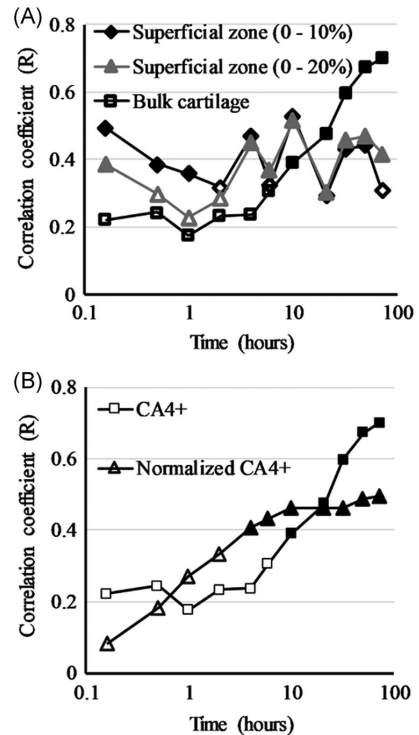 (A)
0.8
Superficial zone (0 - 10%)
Superficial zone (0 - 20%)
Bulk cartilage
0.6
0.4
0.2
0
Correlation coefficient (R)
0.1 1 10 100
Time (hours)
(B)
0.8
CA4+
Normalized CA4+
0.6
0.4
0.2
0
Correlation coefficient (R)
0.1 1 10 100
Time (hours)